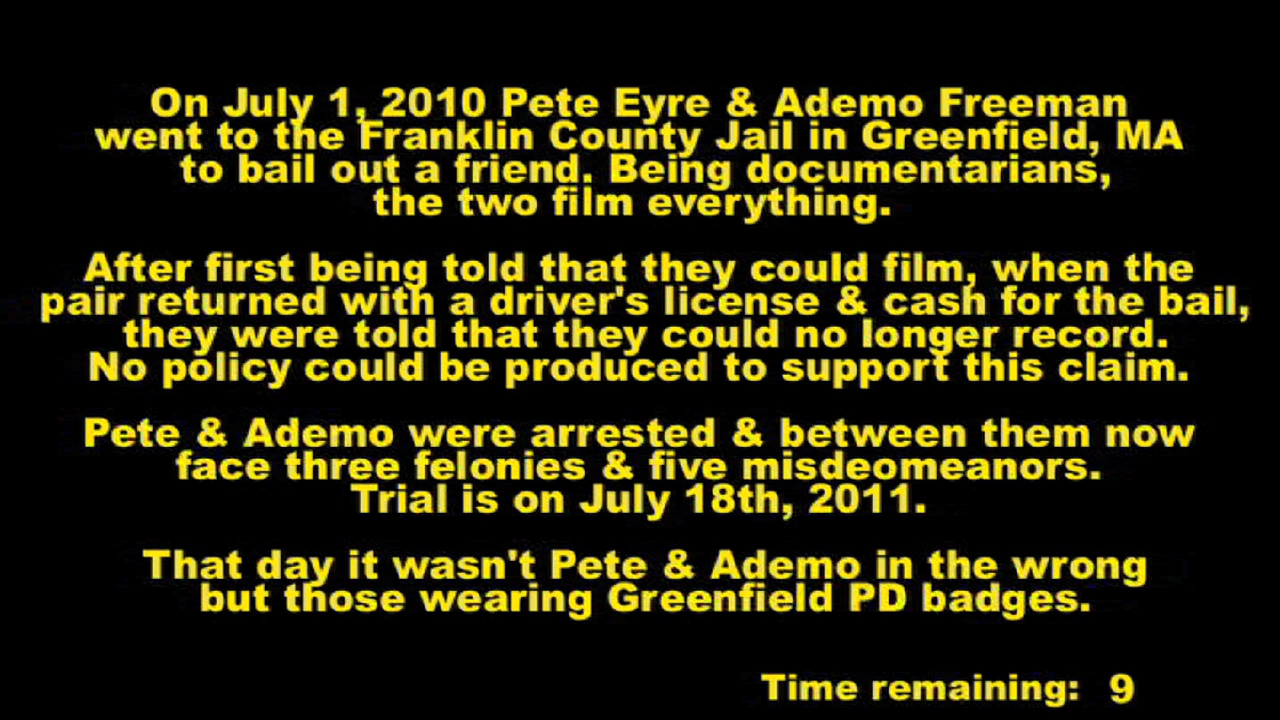 On July 1, 2010 Pete Eyre & Ademo Freeman
went to the Franklin County Jail in Greenfield, MA
to bail out a friend. Being documentarians,
the two film everything.
After first being told that they could film, when the
pair returned with a driver's license & cash for the bail,
they were told that they could no longer record.
No policy could be produced to support this claim.
Pete & Ademo were arrested & between them now
face three felonies & five misdeomeanors.
Trial is on July 18th, 2011.
That day it wasn't Pete & Ademo in the wrong
but those wearing Greenfield PD badges.
Time remaining: 9